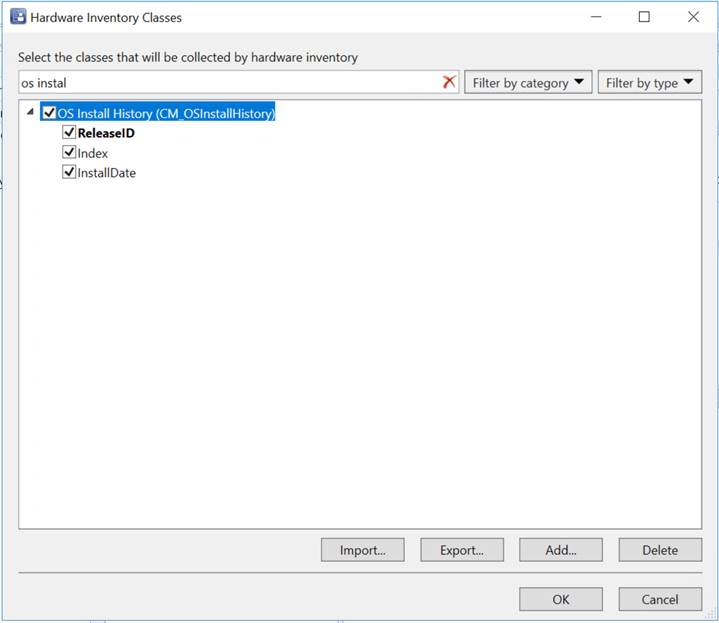 Hardware Inventory Classes
Select the classes that will be collected by hardware inventory
os instal
Filter by category
Filter by type
OS Install History (CM_OSInstallHistory)
ReleaseID
Index
InstallDate
Import...
Export...
Add...
Delete
OK
Cancel